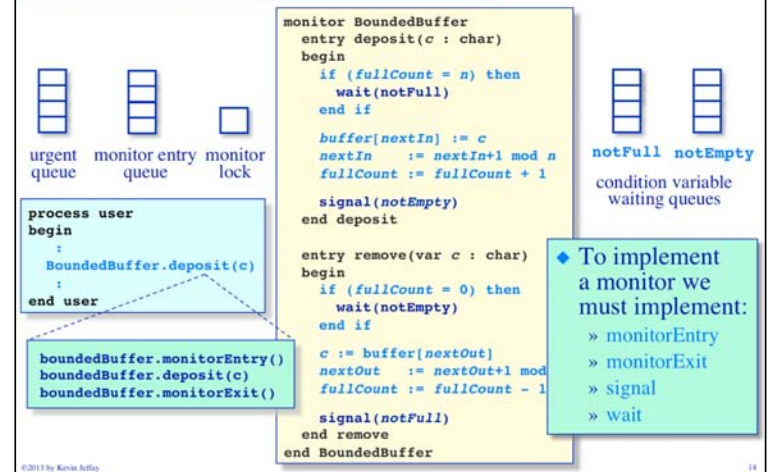 monitor BoundedBuffer
entry deposit(c : char)
begin
if (fullCount = n) then
wait(notFull)
end if
buffer[nextIn] := c
nextIn := nextIn+1 mod n
fullCount := fullCount + 1
signal(notEmpty)
end deposit
entry remove(var c : char)
begin
if (fullCount = 0) then
wait(notEmpty)
end if
c := buffer[nextOut]
nextOut := nextOut+1 mod
fullCount := fullCount - 1
signal(notFull)
end remove
end BoundedBuffer
urgent queue
monitor entry queue
monitor lock
notFull notEmpty
condition variable
waiting queues
process user
begin
:
BoundedBuffer.deposit(c)
:
end user
boundedBuffer.monitorEntry()
boundedBuffer.deposit(c)
boundedBuffer.monitorExit()
◆ To implement
a monitor we
must implement:
» monitorEntry
» monitorExit
» signal
» wait
©2013 by Kevin Jeffay
14